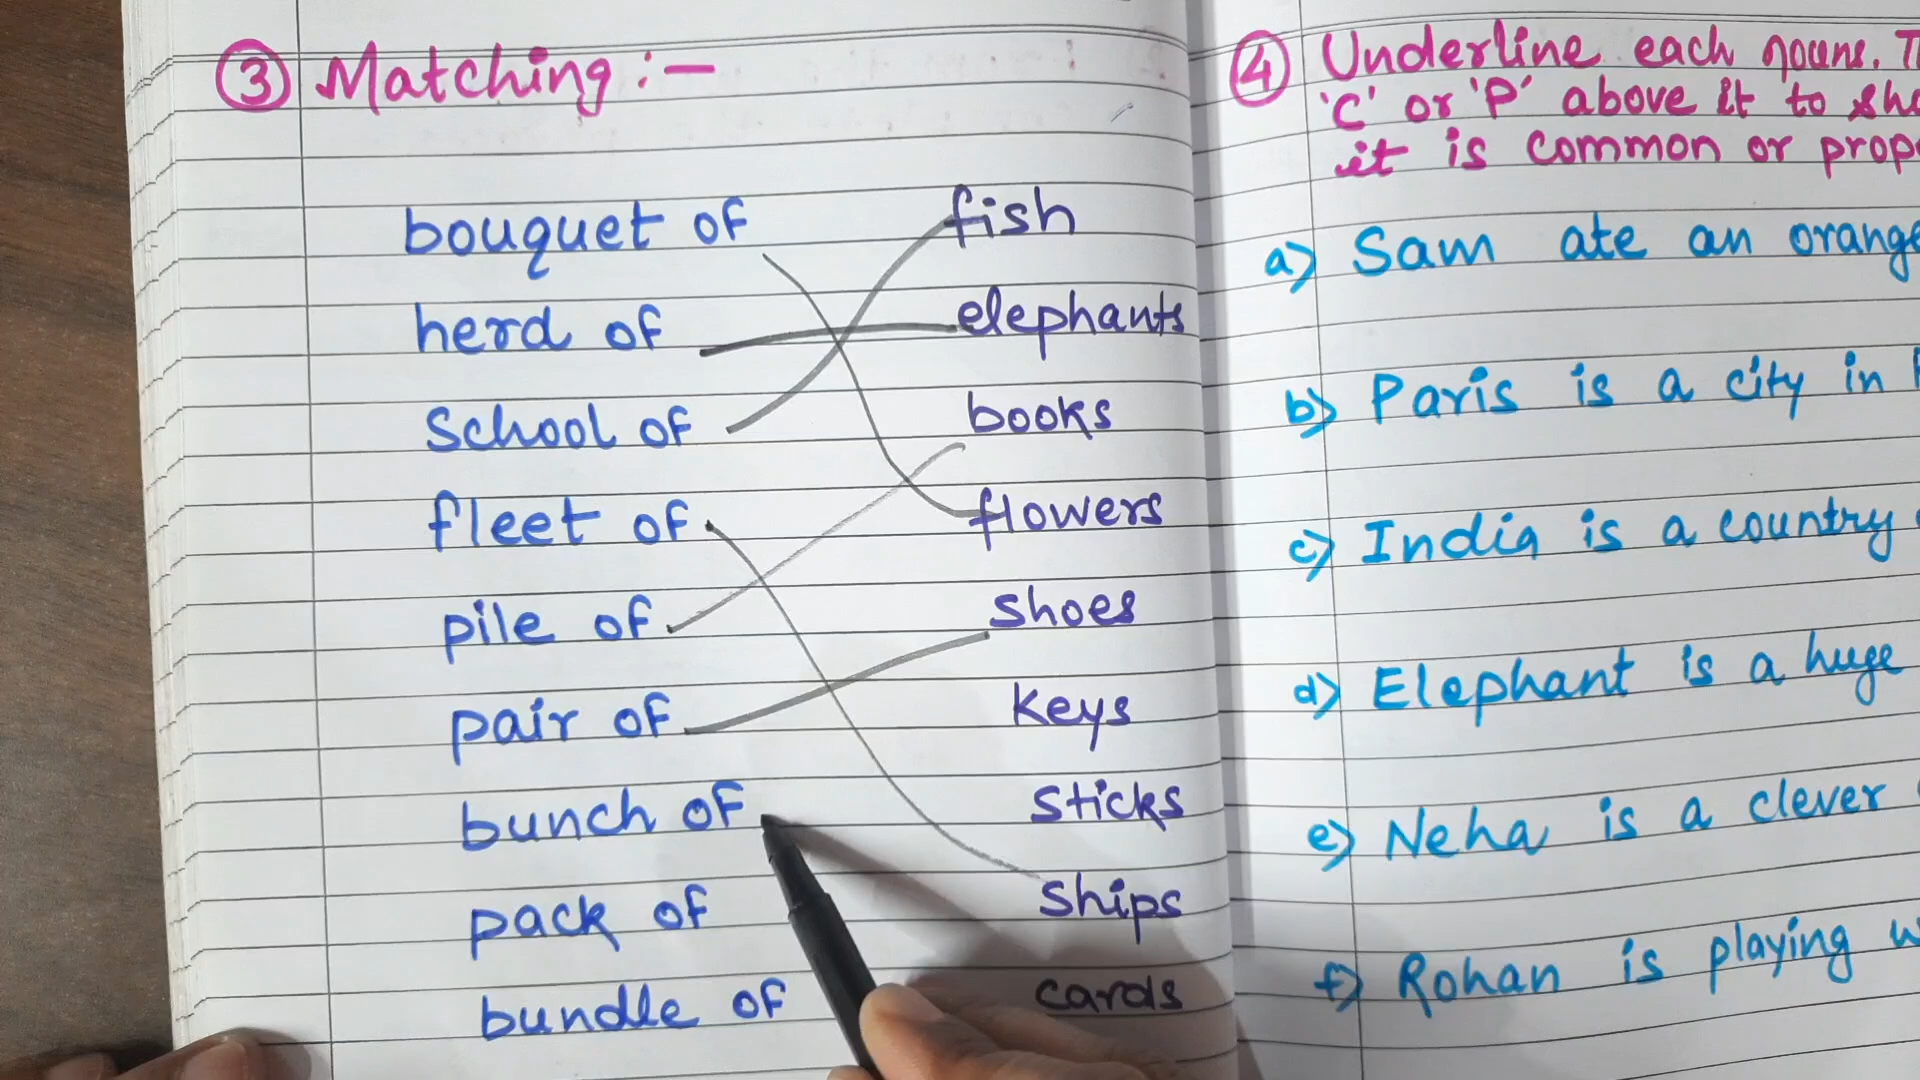 ③ Matching :-
bouquet of fish
herd of elephants
School of books
fleet of flowers
pile of shoes
pair of keys
bunch of sticks
pack of ships
bundle of cards
④ Underline each nouns.
'C' or 'P' above it to
it is common or
a) Sam ate an orange
b) Paris is a city in
c) India is a country
d) Elephant is a huge
e) Neha is a clever
f) Rohan is playing